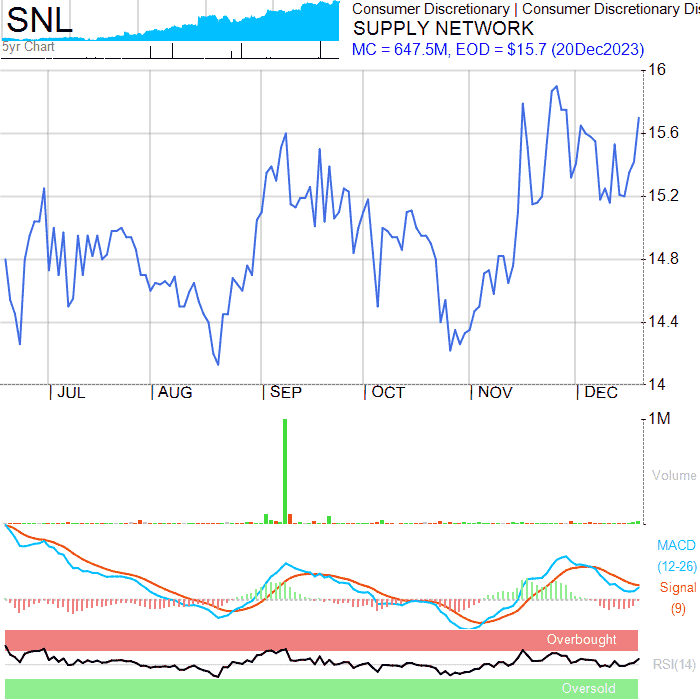 SNL
5yr Chart
Consumer Discretionary | Consumer Discretionary Dis
SUPPLY NETWORK
MC = 647.5M, EOD = $15.7 (20Dec2023)
16
15.6
15.2
14.8
14.4
14
JUL AUG SEP OCT NOV DEC
1M
Volume
MACD
(12-26)
Signal
(9)
Overbought
RSI(14)
Oversold